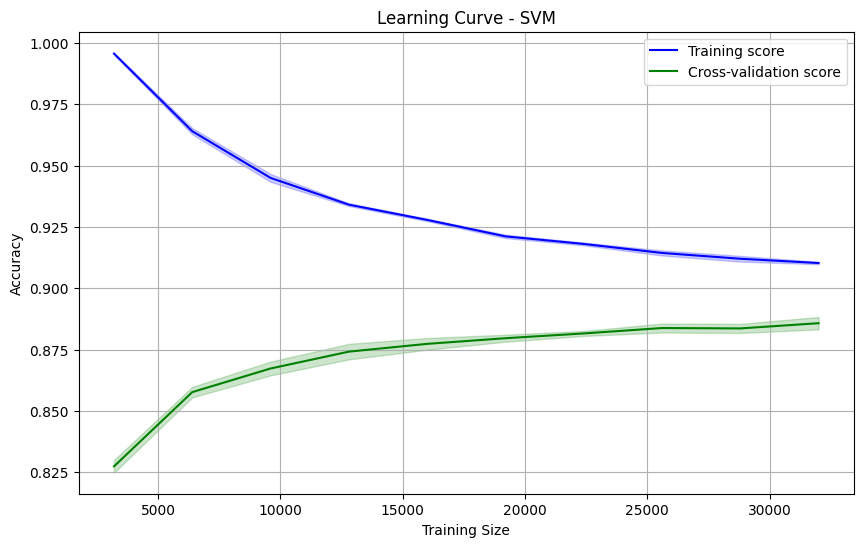 Learning Curve - SVM
Training score
Cross-validation score
1.000
0.975
0.950
0.925
0.900
0.875
0.850
0.825
Accuracy
5000 10000 15000 20000 25000 30000
Training Size